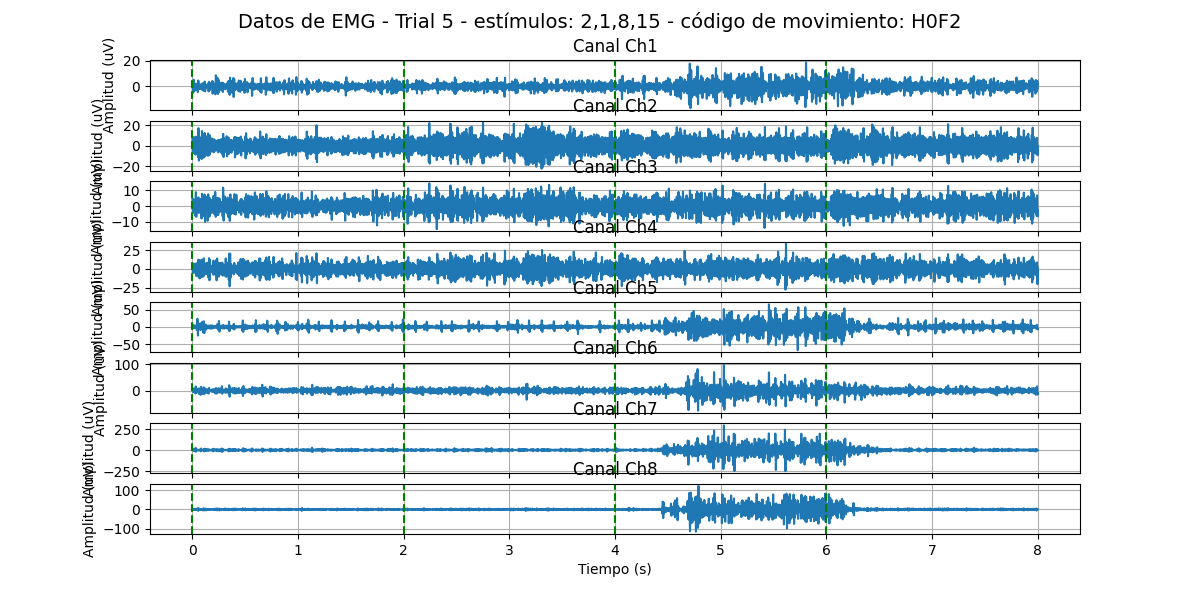 Datos de EMG - Trial 5 - estímulos: 2,1,8,15 - código de movimiento: H0F2
Canal Ch1
Amplitud (uV)
20
0
Canal Ch2
Amplitud (uV)
20
0
−20
Canal Ch3
10
0
−10
Canal Ch4
25
0
−25
Canal Ch5
50
0
−50
Canal Ch6
100
0
Canal Ch7
Amplitud (uV)
250
0
−250
Canal Ch8
Amplitud (uV)
100
0
−100
0 1 2 3 4 5 6 7 8
Tiempo (s)